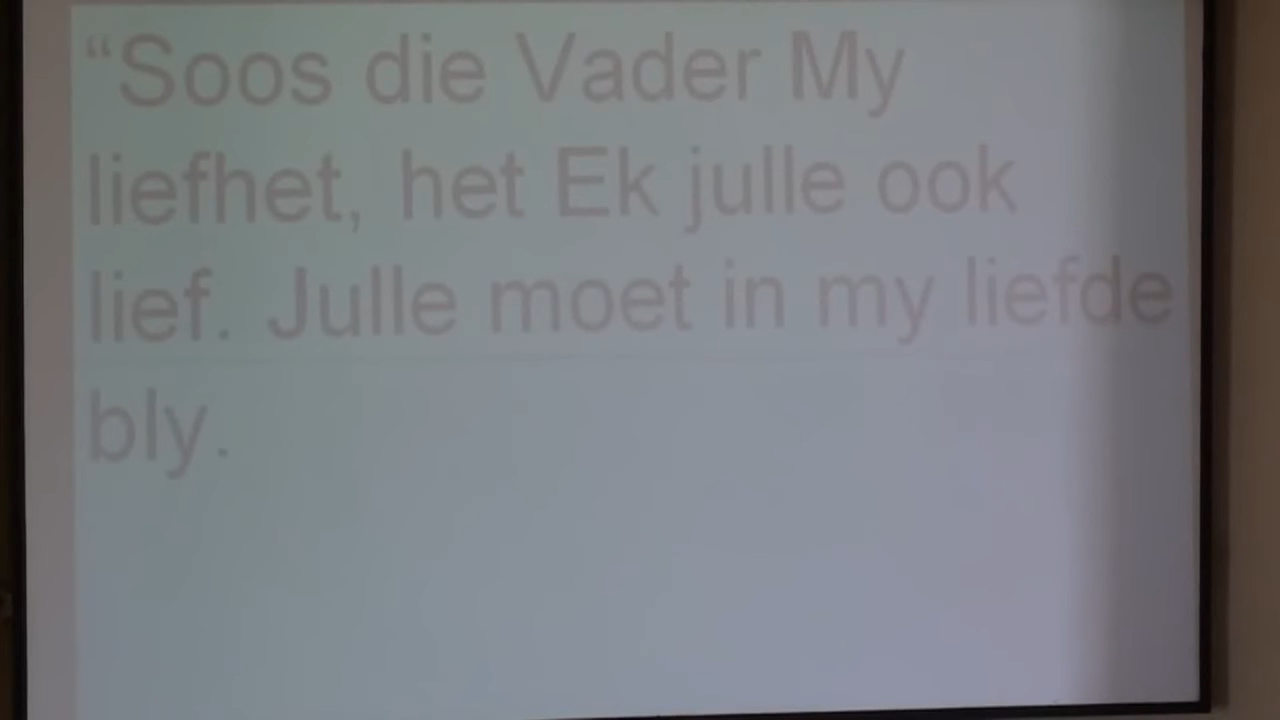 “Soos die Vader My
liefhet, het Ek julle ook
lief. Julle moet in my liefde
bly.